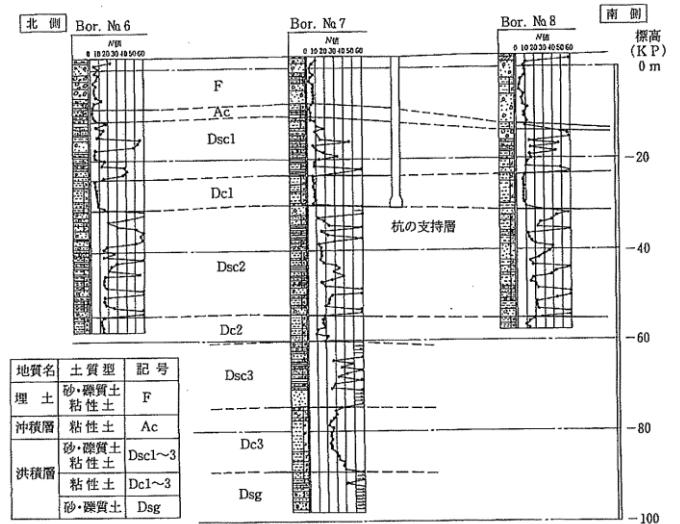 北側
南側
Bor. №6
Bor. №7
Bor. №8
N値
0 10 20 30 40 50 60
N値
0 10 20 30 40 50 60
N値
0 10 20 30 40 50 60
標高
(KP)
0 m
F
Ac
Dsc1
-20
Dc1
杭の支持層
-40
Dsc2
Dc2
-60
Dsc3
-80
Dc3
Dsg
-100
地質名 土質型 記号
埋土 砂・礫質土 粘性土 F
沖積層 粘性土 Ac
洪積層 砂・礫質土 粘性土 Dsc1~3
粘性土 Dc1~3
砂・礫質土 Dsg